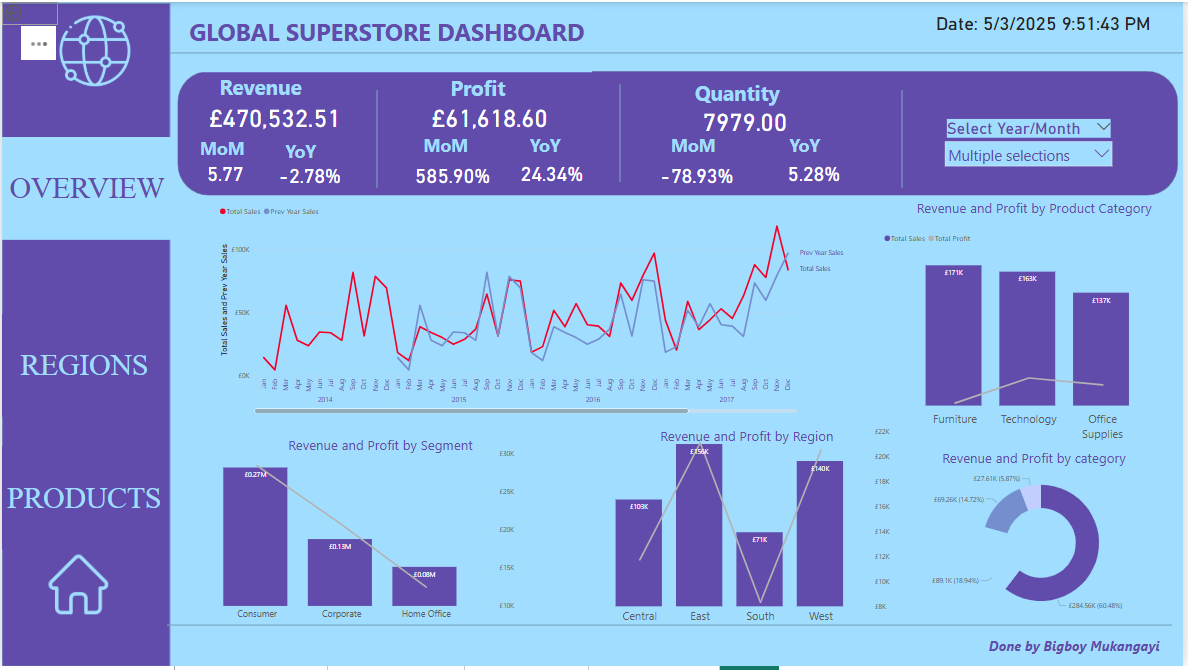 GLOBAL SUPERSTORE DASHBOARD
Date: 5/3/2025 9:51:43 PM
Revenue
£470,532.51
MoM
YoY
5.77
-2.78%
Profit
£61,618.60
MoM
YoY
585.90%
24.34%
Quantity
7979.00
MoM
YoY
-78.93%
5.28%
Select Year/Month
Multiple selections
OVERVIEW
REGIONS
PRODUCTS
Total Sales
Prev Year Sales
Total Sales and Prev Year Sales
£100K
£50K
£0K
Prev Year Sales
Total Sales
Jan Feb Mar Apr May Jun Jul Aug Sep Oct Nov Dec Jan Feb Mar Apr May Jun Jul Aug Sep Oct Nov Dec Jan Feb Mar Apr May Jun Jul Aug Sep Oct Nov Dec Jan Feb Mar Apr May Jun Jul Aug Sep Oct Nov Dec
2014 2015 2016 2017
Revenue and Profit by Product Category
Total Sales
Total Profit
£171K
£163K
£137K
Furniture
Technology
Office
Supplies
£22K
£20K
£18K
£16K
£14K
£12K
£10K
£8K
Revenue and Profit by Segment
£0.27M
£0.13M
£0.08M
Consumer
Corporate
Home Office
£30K
£25K
£20K
£15K
£10K
Revenue and Profit by Region
£103K
£156K
£71K
£140K
Central
East
South
West
Revenue and Profit by category
£27.61K (5.87%)
£69.26K (14.72%)
£89.1K (18.94%)
£284.56K (60.48%)
Done by Bigboy Mukangayi